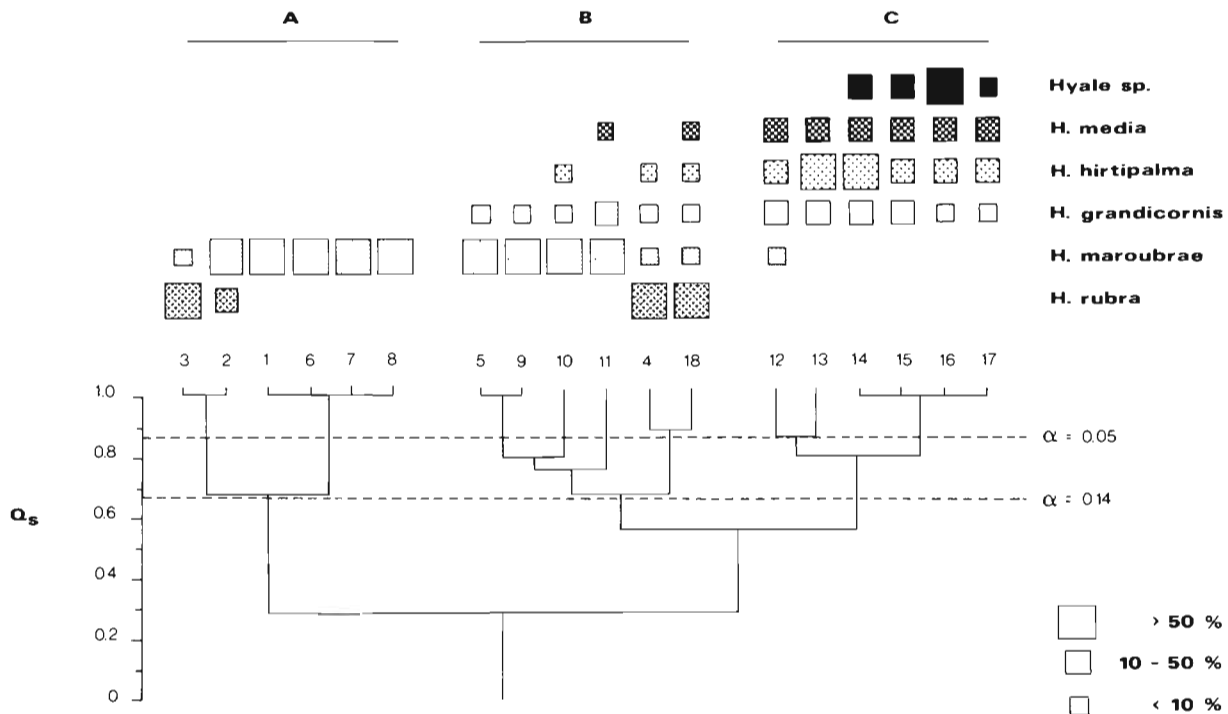 A B C
Hyale sp.
H. media
H. hirtipalma
H. grandicornis
H. maroubrae
H. rubra
3 2 1 6 7 8 5 9 10 11 4 18 12 13 14 15 16 17
1.0
α = 0.05
0.8
α = 0.14
0.6
Qs
0.4
0.2
0
> 50 %
10 - 50 %
< 10 %